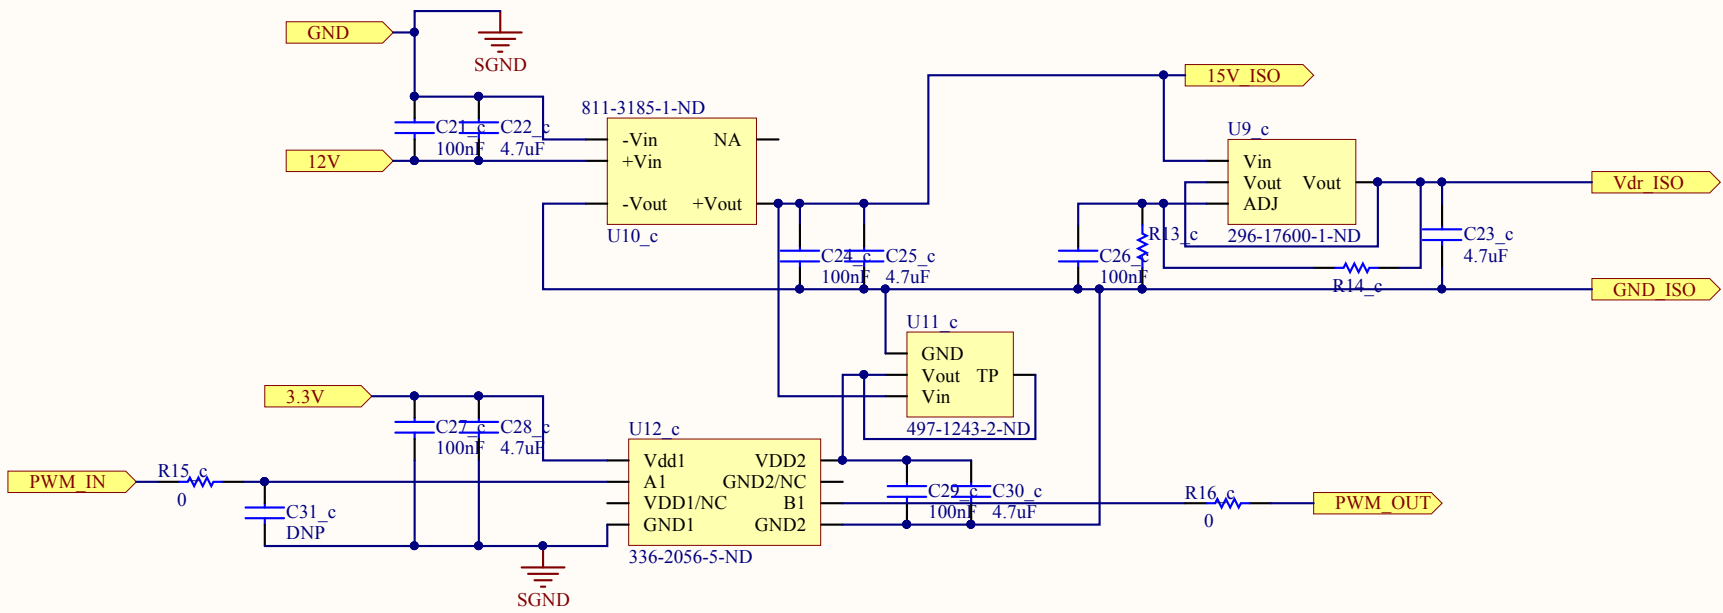 GND
SGND
15V_ISO
811-3185-1-ND
C21_c
100nF
C22_c
4.7uF
12V
-Vin
+Vin
-Vout
NA
+Vout
U10_c
U9_c
Vin
Vout
ADJ
Vout
296-17600-1-ND
Vdr_ISO
C24_c
100nF
C25_c
4.7uF
C26_c
100nF
R13_c
R14_c
C23_c
4.7uF
GND_ISO
U11_c
GND
Vout
Vin
TP
497-1243-2-ND
3.3V
C27_c
100nF
C28_c
4.7uF
U12_c
Vdd1
A1
VDD1/NC
GND1
VDD2
GND2/NC
B1
GND2
336-2056-5-ND
PWM_IN
R15_c
0
C31_c
DNP
C29_c
100nF
C30_c
4.7uF
R16_c
0
PWM_OUT
SGND